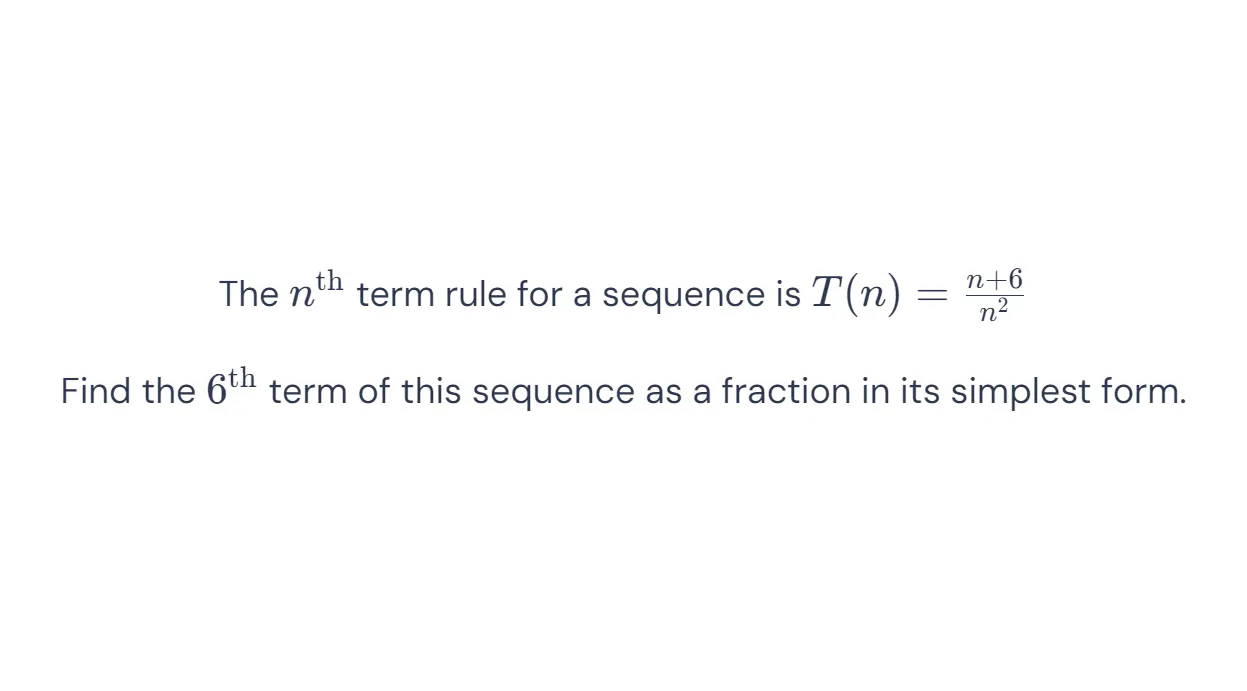 The $n^{\text{th}}$ term rule for a sequence is $T(n) = \frac{n+6}{n^2}$
Find the $6^{\text{th}}$ term of this sequence as a fraction in its simplest form.